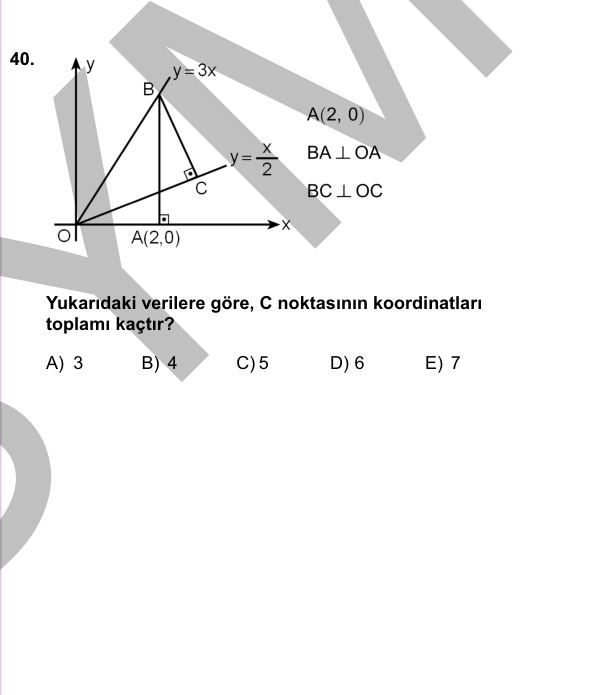 40.
y
y = 3x
B
A(2, 0)
y = x/2
BA ⊥ OA
C
BC ⊥ OC
x
O
A(2,0)
Yukarıdaki verilere göre, C noktasının koordinatları
toplamı kaçtır?
A) 3 B) 4 C) 5 D) 6 E) 7